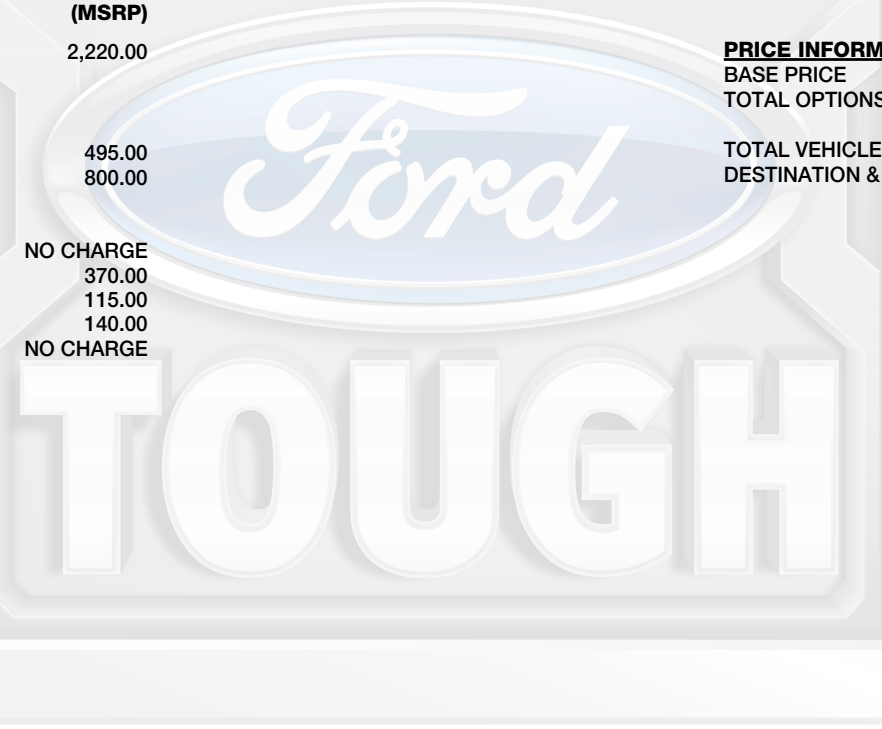 (MSRP)
2,220.00
495.00
800.00
NO CHARGE
370.00
115.00
140.00
NO CHARGE
PRICE INFORM
BASE PRICE
TOTAL OPTIONS
TOTAL VEHICLE
DESTINATION &
Ford
TOUGH